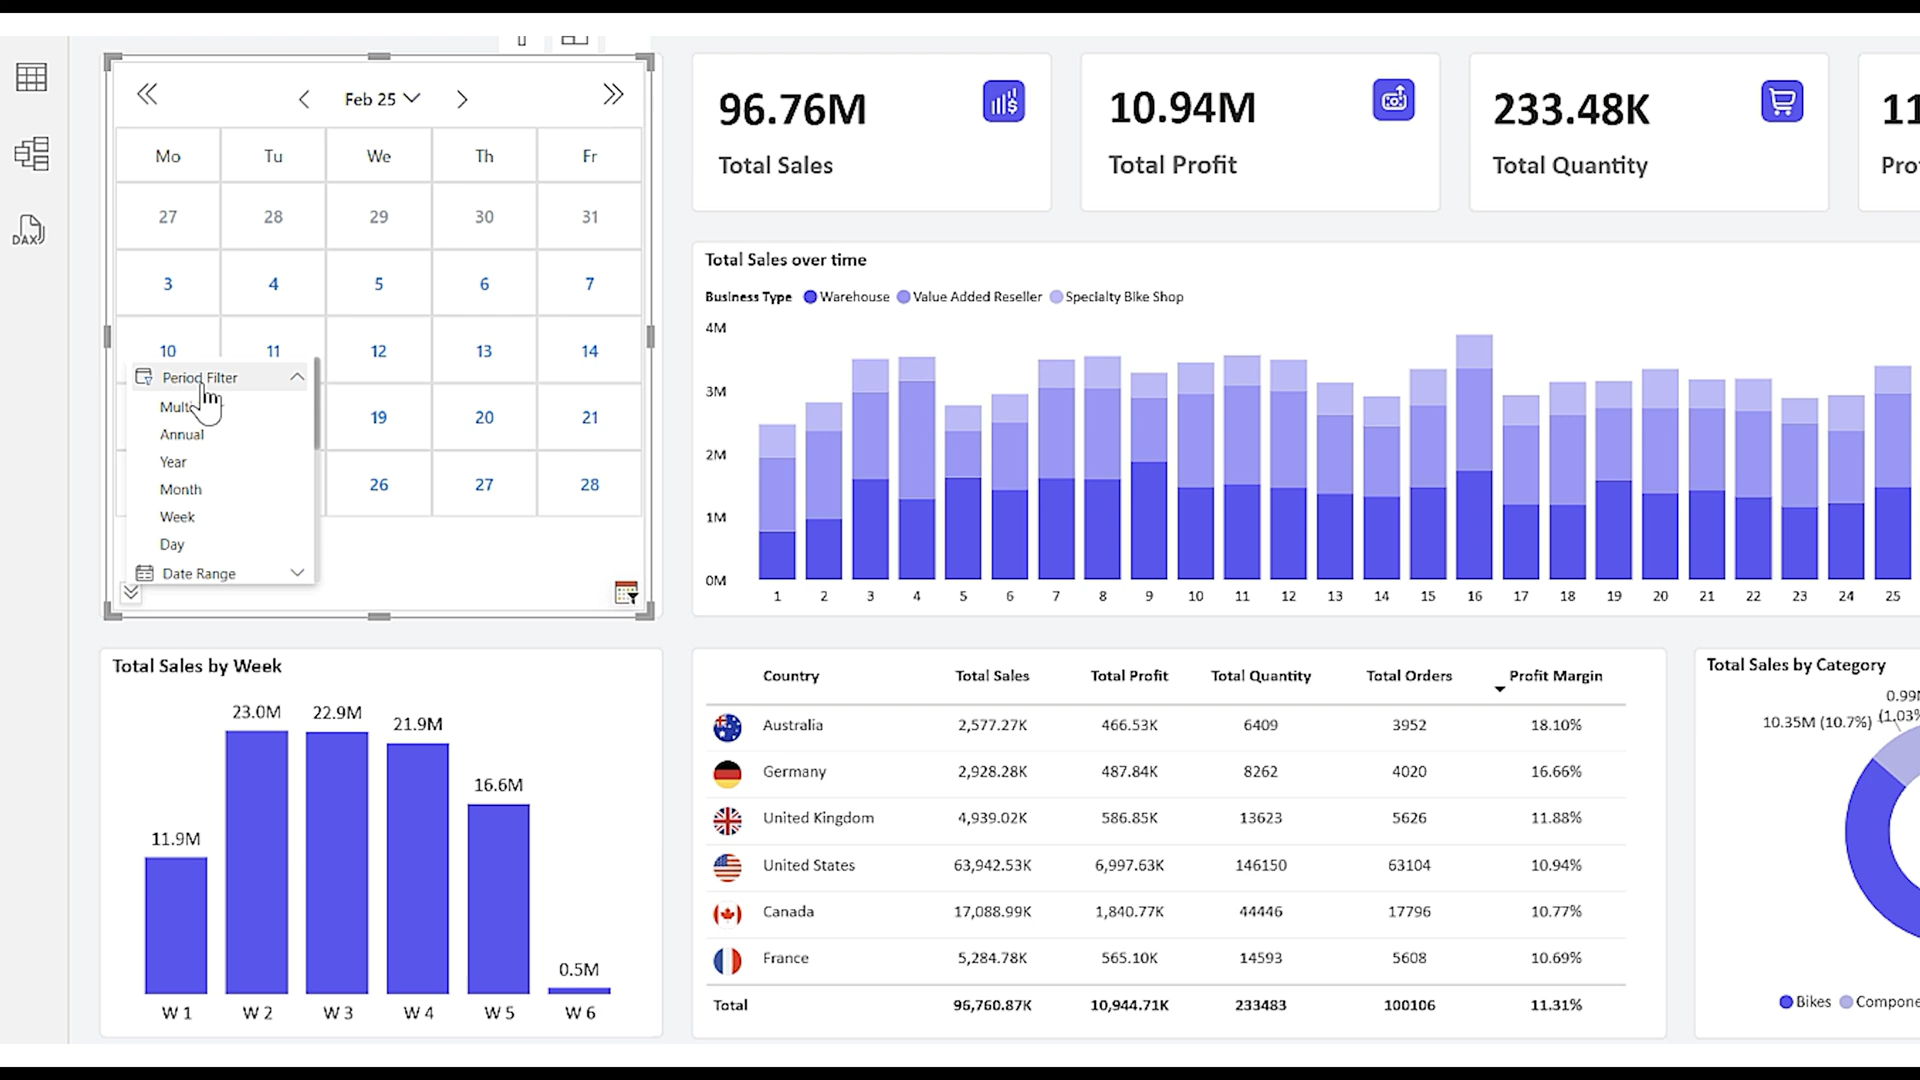 DAX
Feb 25
Mo Tu We Th Fr
27 28 29 30 31
3 4 5 6 7
10 11 12 13 14
19 20 21
26 27 28
Period Filter
Annual
Year
Month
Week
Day
Date Range
96.76M
Total Sales
10.94M
Total Profit
233.48K
Total Quantity
11
Total Sales over time
Business Type Warehouse Value Added Reseller Specialty Bike Shop
4M
3M
2M
1M
0M
1 2 3 4 5 6 7 8 9 10 11 12 13 14 15 16 17 18 19 20 21 22 23 24 25
Total Sales by Week
11.9M 23.0M 22.9M 21.9M 16.6M 0.5M
W 1 W 2 W 3 W 4 W 5 W 6
Country Total Sales Total Profit Total Quantity Total Orders Profit Margin
Australia 2,577.27K 466.53K 6409 3952 18.10%
Germany 2,928.28K 487.84K 8262 4020 16.66%
United Kingdom 4,939.02K 586.85K 13623 5626 11.88%
United States 63,942.53K 6,997.63K 146150 63104 10.94%
Canada 17,088.99K 1,840.77K 44446 17796 10.77%
France 5,284.78K 565.10K 14593 5608 10.69%
Total 96,760.87K 10,944.71K 233483 100106 11.31%
Total Sales by Category
0.99
(1.03%
10.35M (10.7%)
Bikes